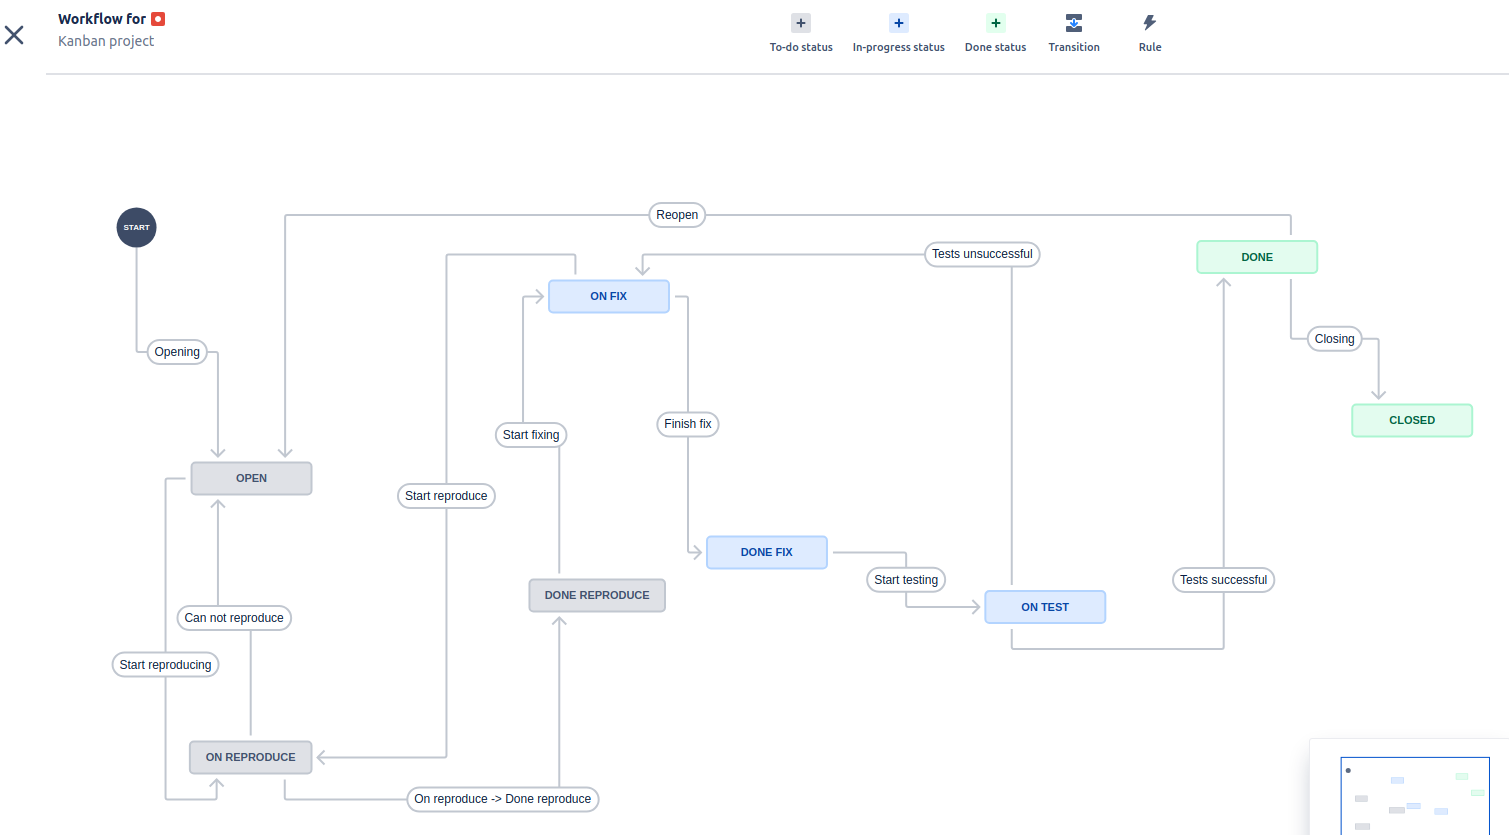 Workflow for
Kanban project
To-do status
In-progress status
Done status
Transition
Rule
START
Reopen
Tests unsuccessful
DONE
ON FIX
Closing
Opening
CLOSED
Finish fix
Start fixing
OPEN
Start reproduce
DONE FIX
Start testing
Tests successful
DONE REPRODUCE
ON TEST
Can not reproduce
Start reproducing
ON REPRODUCE
On reproduce -> Done reproduce